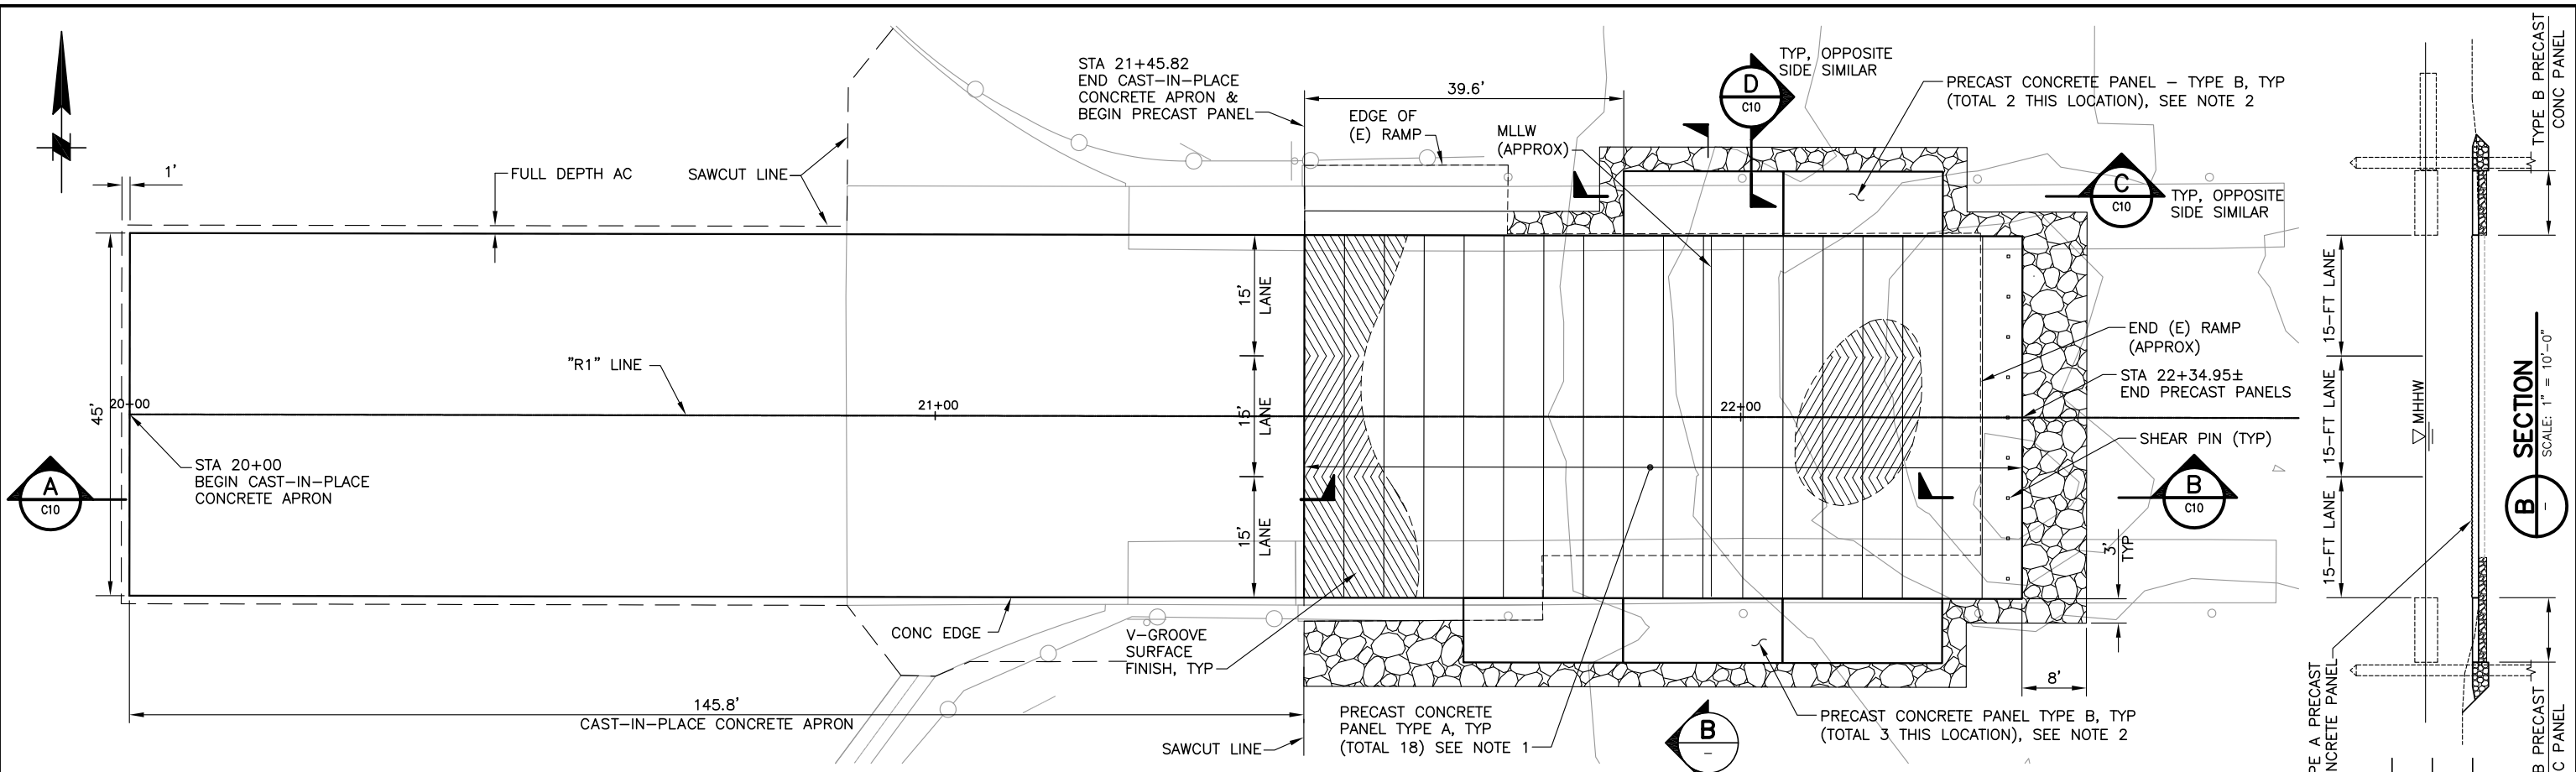 STA 21+45.82
END CAST-IN-PLACE
CONCRETE APRON &
BEGIN PRECAST PANEL
39.6'
EDGE OF
(E) RAMP
MLLW
(APPROX)
D
C10
TYP, OPPOSITE
SIDE SIMILAR
PRECAST CONCRETE PANEL - TYPE B, TYP
(TOTAL 2 THIS LOCATION), SEE NOTE 2
C
C10
TYP, OPPOSITE
SIDE SIMILAR
1'
FULL DEPTH AC
SAWCUT LINE
45'
20+00
"R1" LINE
21+00
22+00
STA 20+00
BEGIN CAST-IN-PLACE
CONCRETE APRON
A
C10
15'
LANE
15'
LANE
15'
LANE
END (E) RAMP
(APPROX)
STA 22+34.95±
END PRECAST PANELS
SHEAR PIN (TYP)
B
C10
3'
TYP
8'
CONC EDGE
V-GROOVE
SURFACE
FINISH, TYP
145.8'
CAST-IN-PLACE CONCRETE APRON
SAWCUT LINE
PRECAST CONCRETE
PANEL TYPE A, TYP
(TOTAL 18) SEE NOTE 1
B
-
PRECAST CONCRETE PANEL TYPE B, TYP
(TOTAL 3 THIS LOCATION), SEE NOTE 2
15-FT LANE
15-FT LANE
15-FT LANE
MHHW
TYPE B PRECAST
CONC PANEL
B
-
SECTION
SCALE: 1" = 10'-0"
PE A PRECAST
NCRETE PANEL
B PRECAST
C PANEL